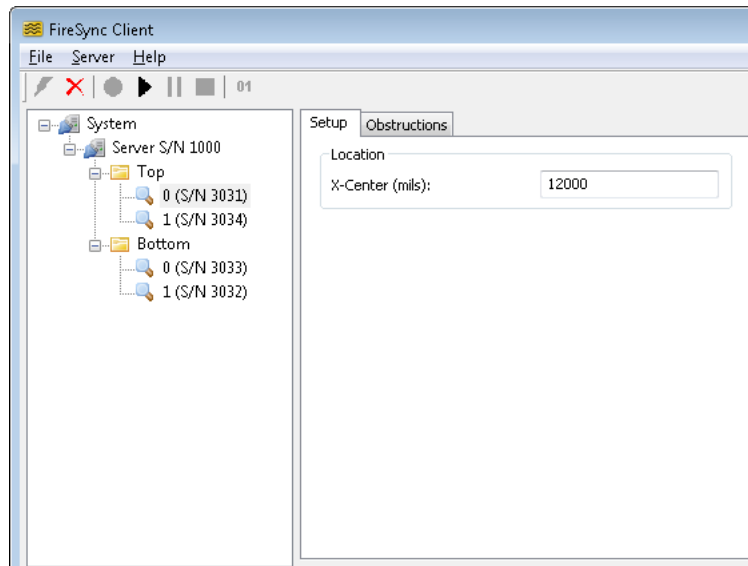 FireSync Client
File Server Help
01
System
Server S/N 1000
Top
0 (S/N 3031)
1 (S/N 3034)
Bottom
0 (S/N 3033)
1 (S/N 3032)
Setup Obstructions
Location
X-Center (mils): 12000